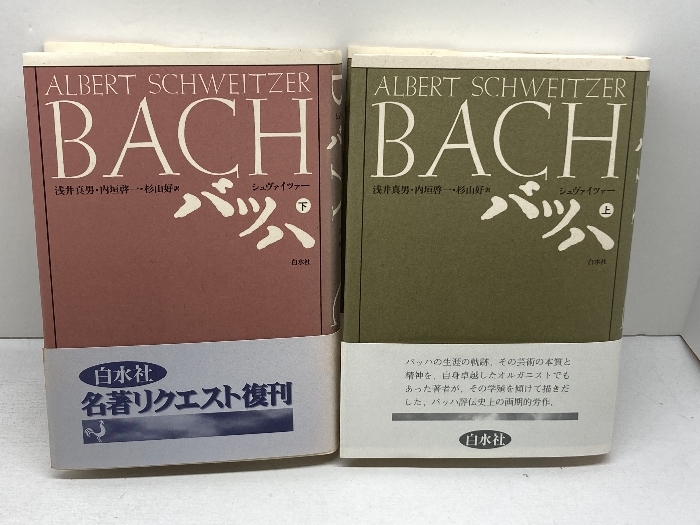 ALBERT SCHWEITZER
BACH
シュヴァイツァー
浅井真男・内垣啓一・杉山好訳
バッハ
下
白水社
白水社
名著リクエスト復刊
ALBERT SCHWEITZER
BACH
シュヴァイツァー
浅井真男・内垣啓一・杉山好訳
バッハ
上
白水社
バッハの生涯の軌跡、その芸術の本質と
精神を、自身卓越したオルガニストでも
あった著者が、その学殖を傾けて描きだ
した、バッハ評伝史上の画期的労作。
白水社